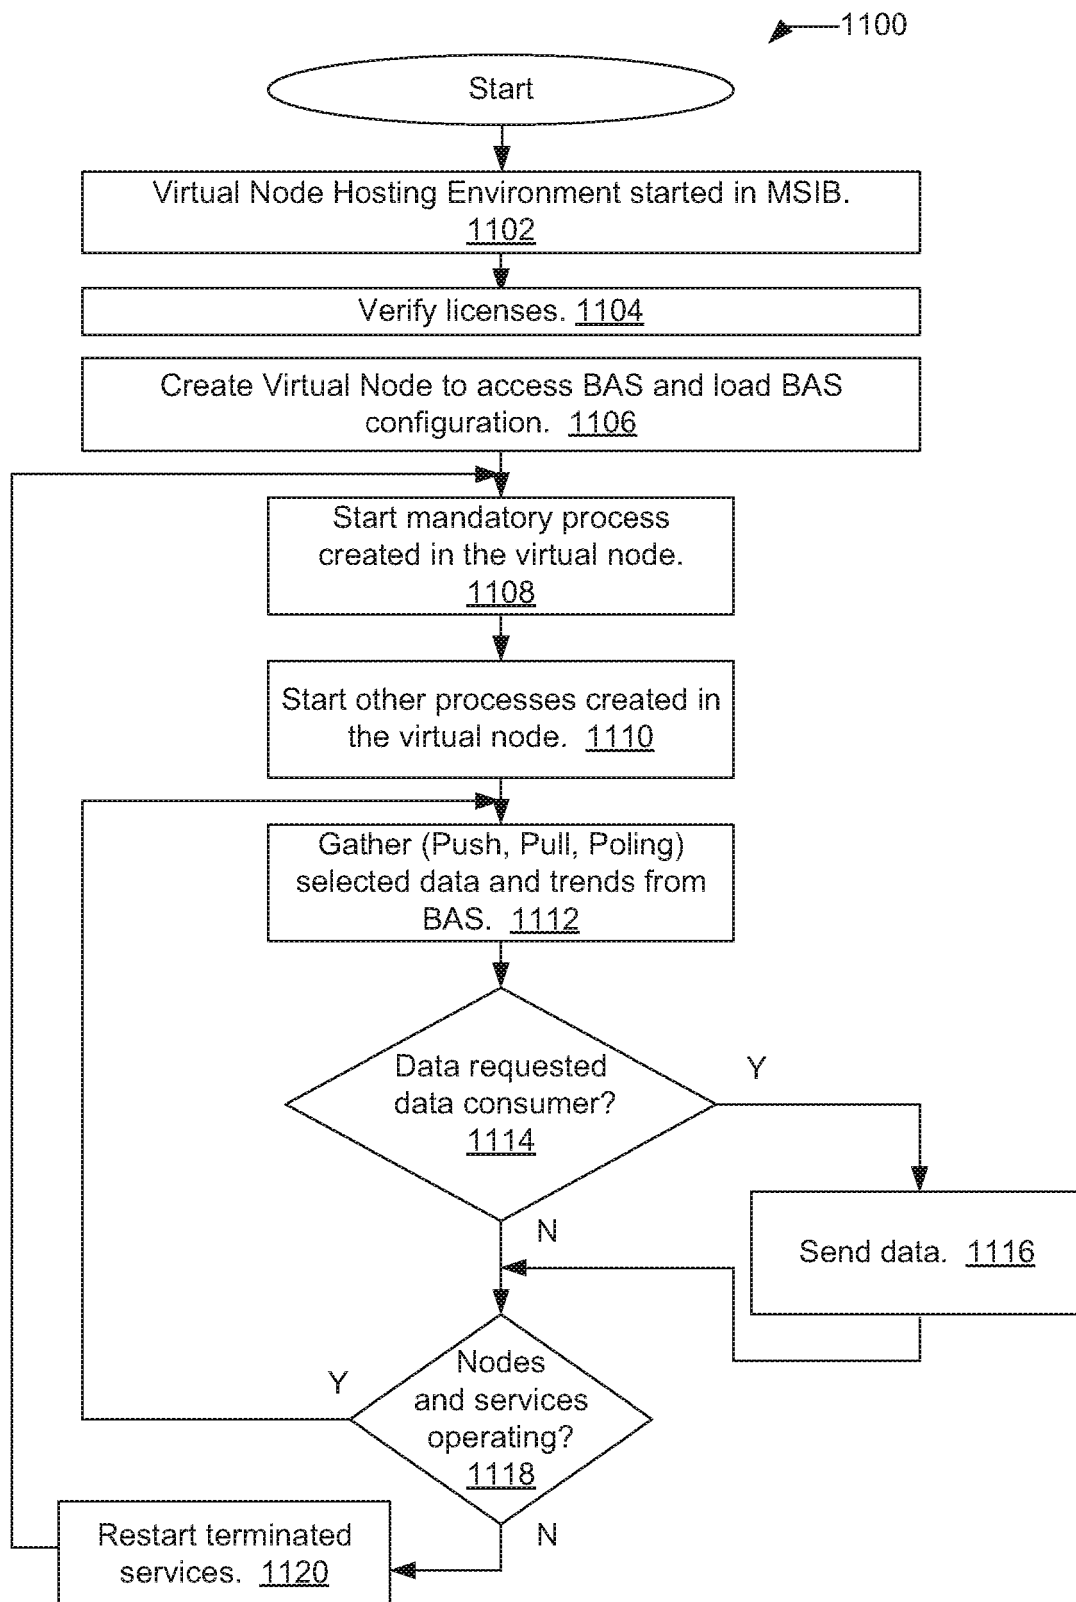 1100
Start
Virtual Node Hosting Environment started in MSIB.
1102
Verify licenses. 1104
Create Virtual Node to access BAS and load BAS
configuration. 1106
Start mandatory process
created in the virtual node.
1108
Start other processes created in
the virtual node. 1110
Gather (Push, Pull, Poling)
selected data and trends from
BAS. 1112
Data requested
data consumer?
1114
Y
N
Send data. 1116
Nodes
and services
operating?
1118
Y
N
Restart terminated
services. 1120